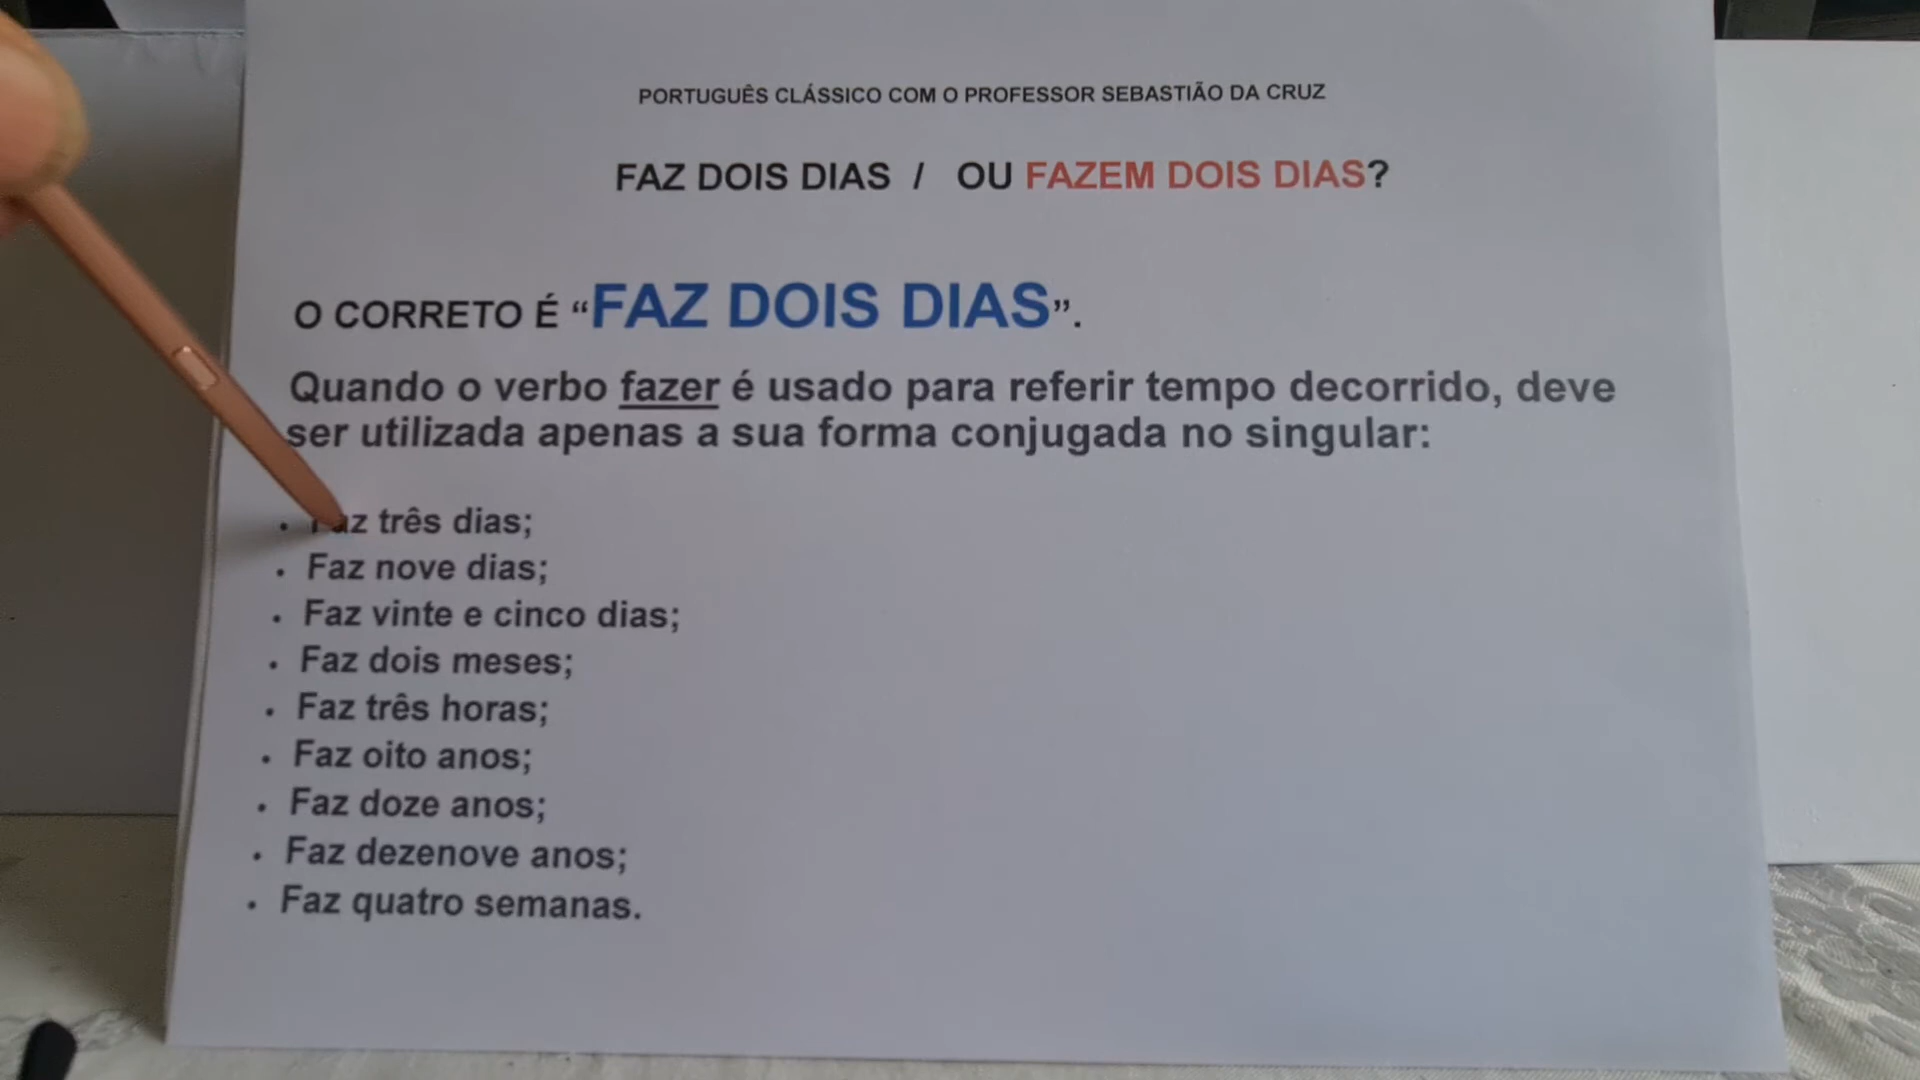 PORTUGUÊS CLÁSSICO COM O PROFESSOR SEBASTIÃO DA CRUZ
FAZ DOIS DIAS / OU FAZEM DOIS DIAS?
O CORRETO É “FAZ DOIS DIAS”.
Quando o verbo fazer é usado para referir tempo decorrido, deve
ser utilizada apenas a sua forma conjugada no singular:
• Faz três dias;
• Faz nove dias;
• Faz vinte e cinco dias;
• Faz dois meses;
• Faz três horas;
• Faz oito anos;
• Faz doze anos;
• Faz dezenove anos;
• Faz quatro semanas.